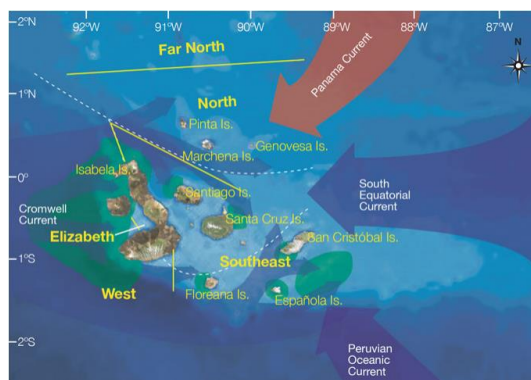 92°W 91°W 90°W 89°W 88°W 87°W
2°N
N
Far North
Panama Current
1°N
North
Pinta Is.
Marchena Is.
Genovesa Is.
0°
Isabela Is.
Santiago Is.
South
Equatorial
Current
Cromwell
Current
Santa Cruz Is.
Elizabeth
San Cristóbal Is.
1°S
Southeast
West
Floreana Is.
Española Is.
2°S
Peruvian
Oceanic
Current